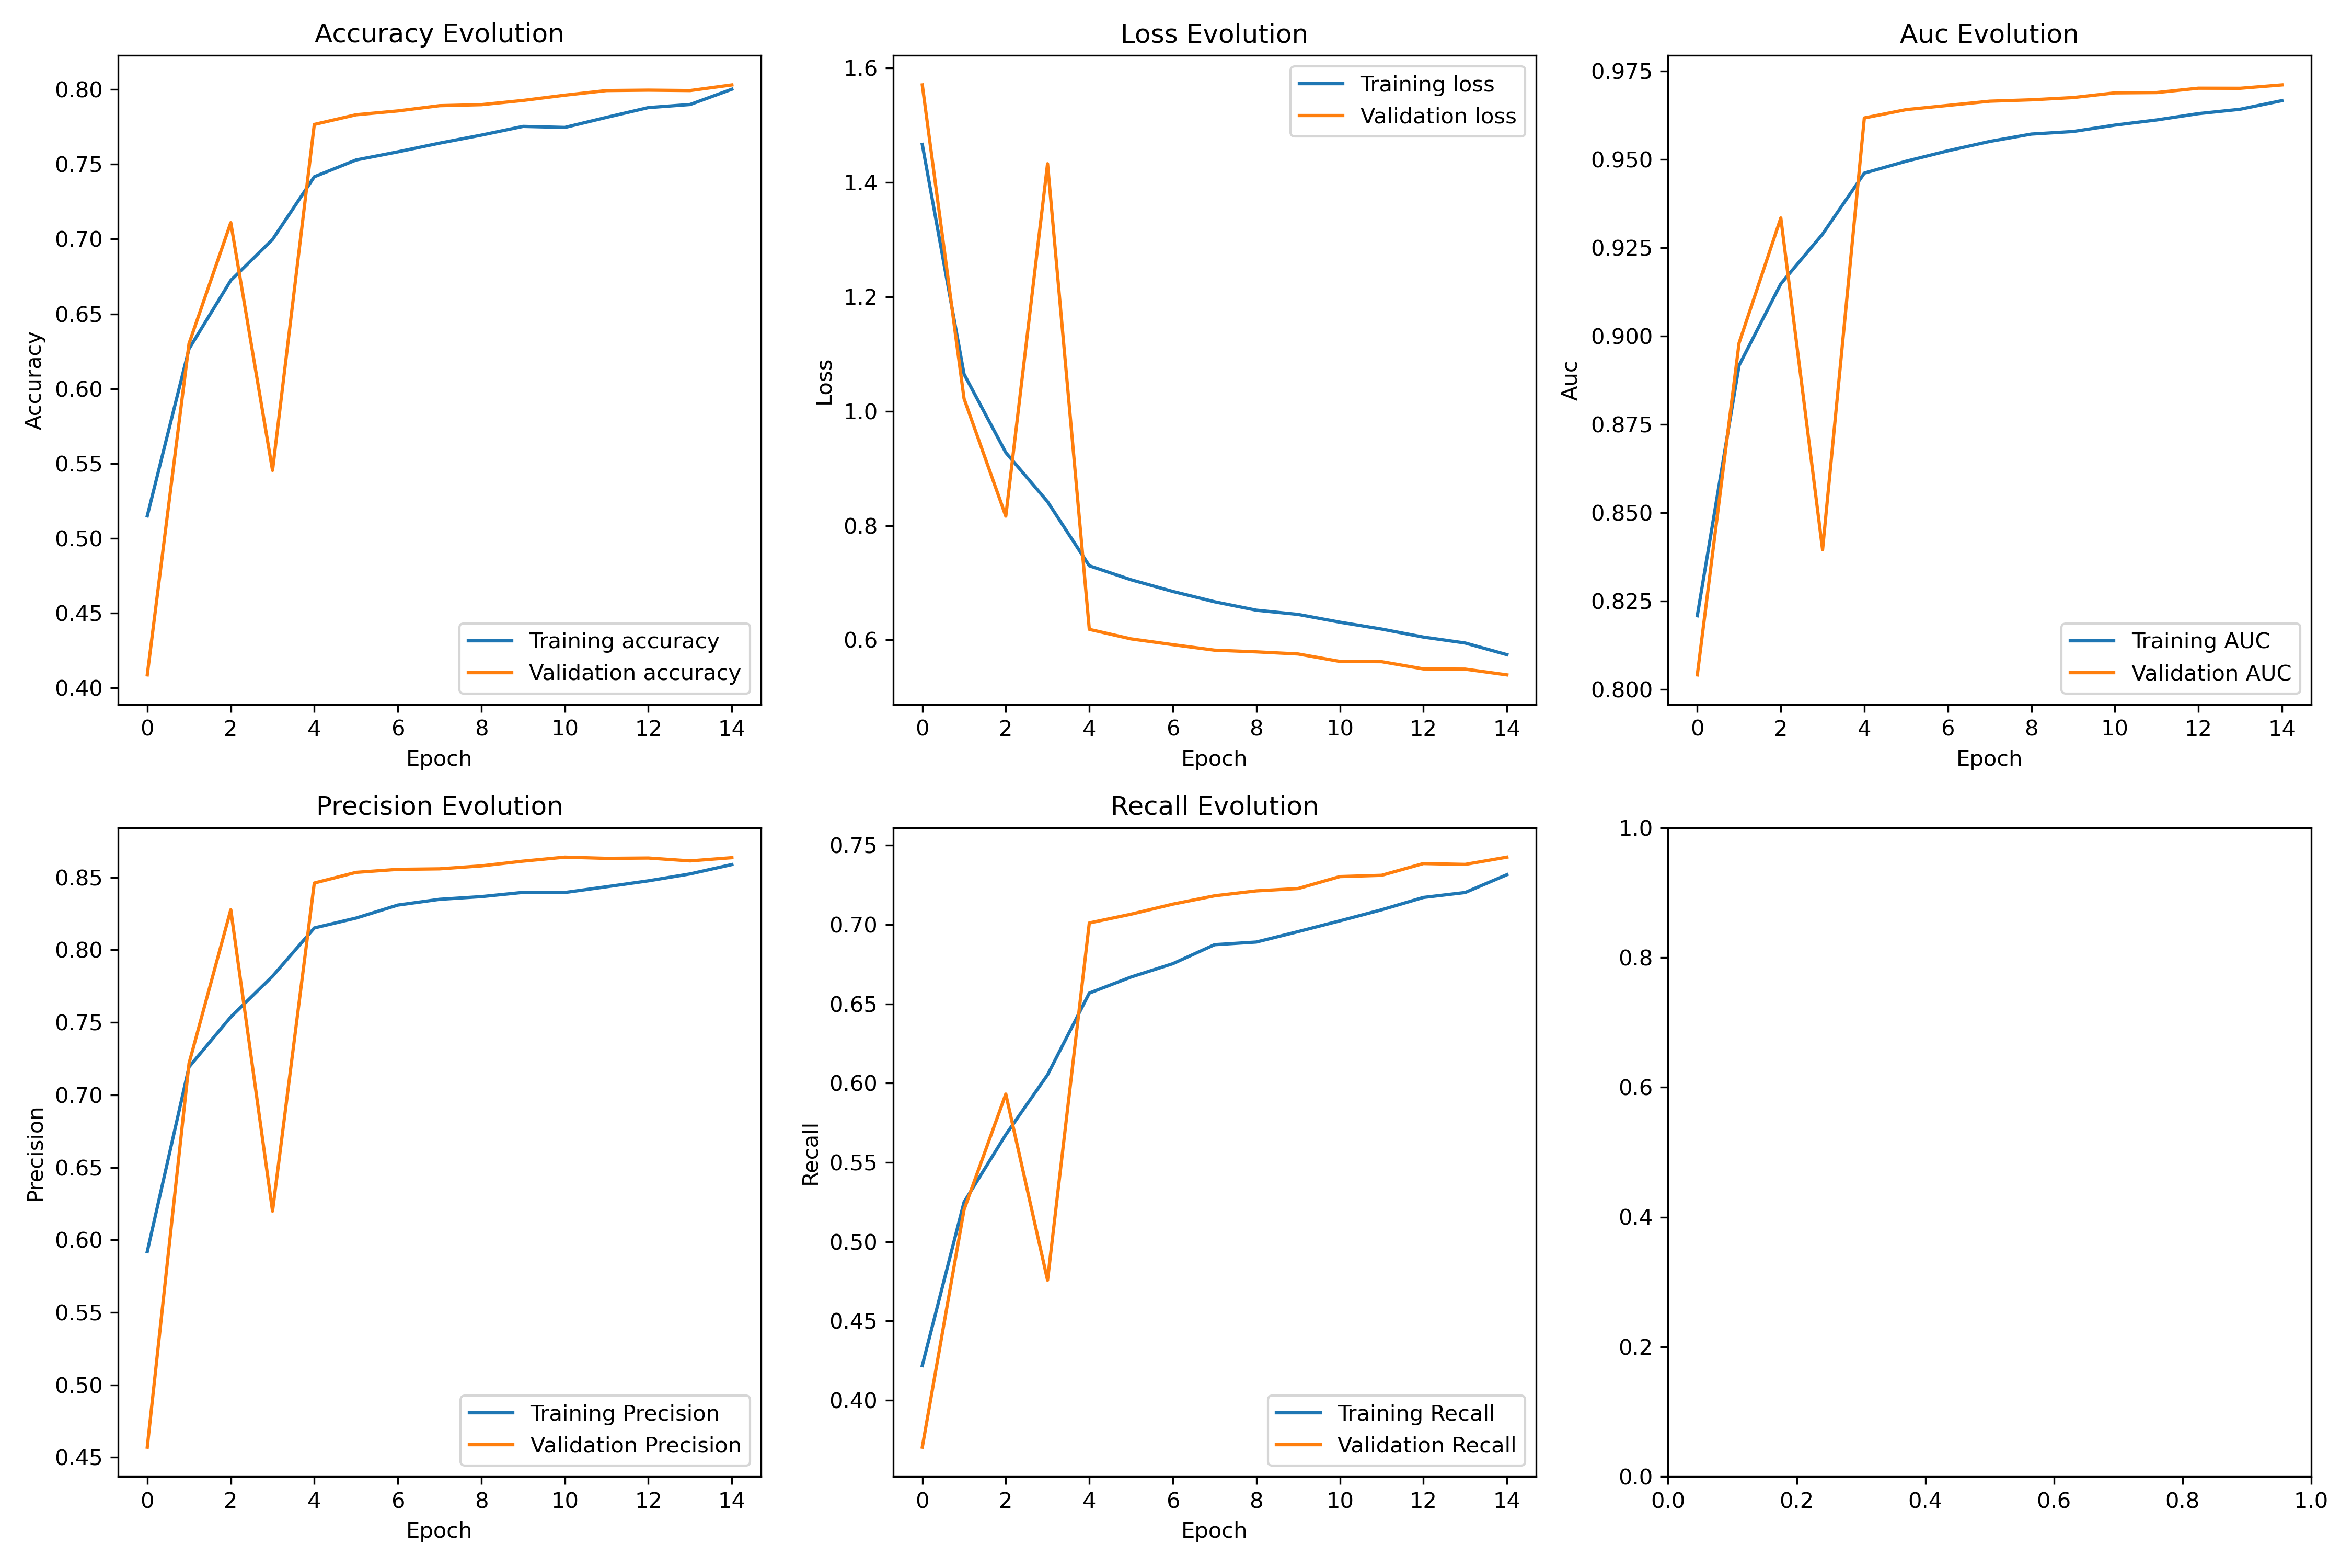 Accuracy Evolution
Accuracy
0.80
0.75
0.70
0.65
0.60
0.55
0.50
0.45
0.40
Training accuracy
Validation accuracy
0 2 4 6 8 10 12 14
Epoch
Loss Evolution
Loss
1.6
1.4
1.2
1.0
0.8
0.6
Training loss
Validation loss
0 2 4 6 8 10 12 14
Epoch
Auc Evolution
Auc
0.975
0.950
0.925
0.900
0.875
0.850
0.825
0.800
Training AUC
Validation AUC
0 2 4 6 8 10 12 14
Epoch
Precision Evolution
Precision
0.85
0.80
0.75
0.70
0.65
0.60
0.55
0.50
0.45
Training Precision
Validation Precision
0 2 4 6 8 10 12 14
Epoch
Recall Evolution
Recall
0.75
0.70
0.65
0.60
0.55
0.50
0.45
0.40
Training Recall
Validation Recall
0 2 4 6 8 10 12 14
Epoch
1.0
0.8
0.6
0.4
0.2
0.0
0.0 0.2 0.4 0.6 0.8 1.0